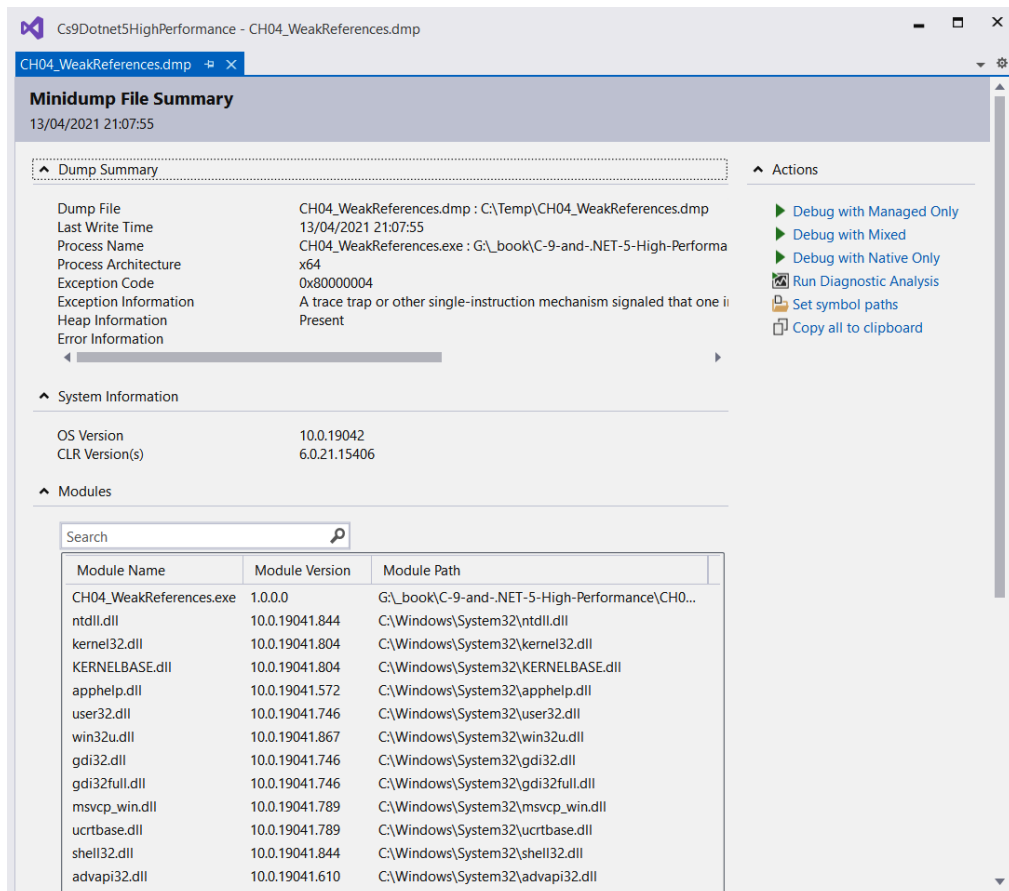 Cs9Dotnet5HighPerformance - CH04_WeakReferences.dmp
CH04_WeakReferences.dmp
Minidump File Summary
13/04/2021 21:07:55
Dump Summary
Dump File CH04_WeakReferences.dmp : C:\Temp\CH04_WeakReferences.dmp
Last Write Time 13/04/2021 21:07:55
Process Name CH04_WeakReferences.exe : G:\_book\C-9-and-.NET-5-High-Performa
Process Architecture x64
Exception Code 0x80000004
Exception Information A trace trap or other single-instruction mechanism signaled that one i
Heap Information Present
Error Information
Actions
Debug with Managed Only
Debug with Mixed
Debug with Native Only
Run Diagnostic Analysis
Set symbol paths
Copy all to clipboard
System Information
OS Version 10.0.19042
CLR Version(s) 6.0.21.15406
Modules
Search
Module Name Module Version Module Path
CH04_WeakReferences.exe 1.0.0.0 G:\_book\C-9-and-.NET-5-High-Performance\CH0...
ntdll.dll 10.0.19041.844 C:\Windows\System32\ntdll.dll
kernel32.dll 10.0.19041.804 C:\Windows\System32\kernel32.dll
KERNELBASE.dll 10.0.19041.804 C:\Windows\System32\KERNELBASE.dll
apphelp.dll 10.0.19041.572 C:\Windows\System32\apphelp.dll
user32.dll 10.0.19041.746 C:\Windows\System32\user32.dll
win32u.dll 10.0.19041.867 C:\Windows\System32\win32u.dll
gdi32.dll 10.0.19041.746 C:\Windows\System32\gdi32.dll
gdi32full.dll 10.0.19041.746 C:\Windows\System32\gdi32full.dll
msvcp_win.dll 10.0.19041.789 C:\Windows\System32\msvcp_win.dll
ucrtbase.dll 10.0.19041.789 C:\Windows\System32\ucrtbase.dll
shell32.dll 10.0.19041.844 C:\Windows\System32\shell32.dll
advapi32.dll 10.0.19041.610 C:\Windows\System32\advapi32.dll